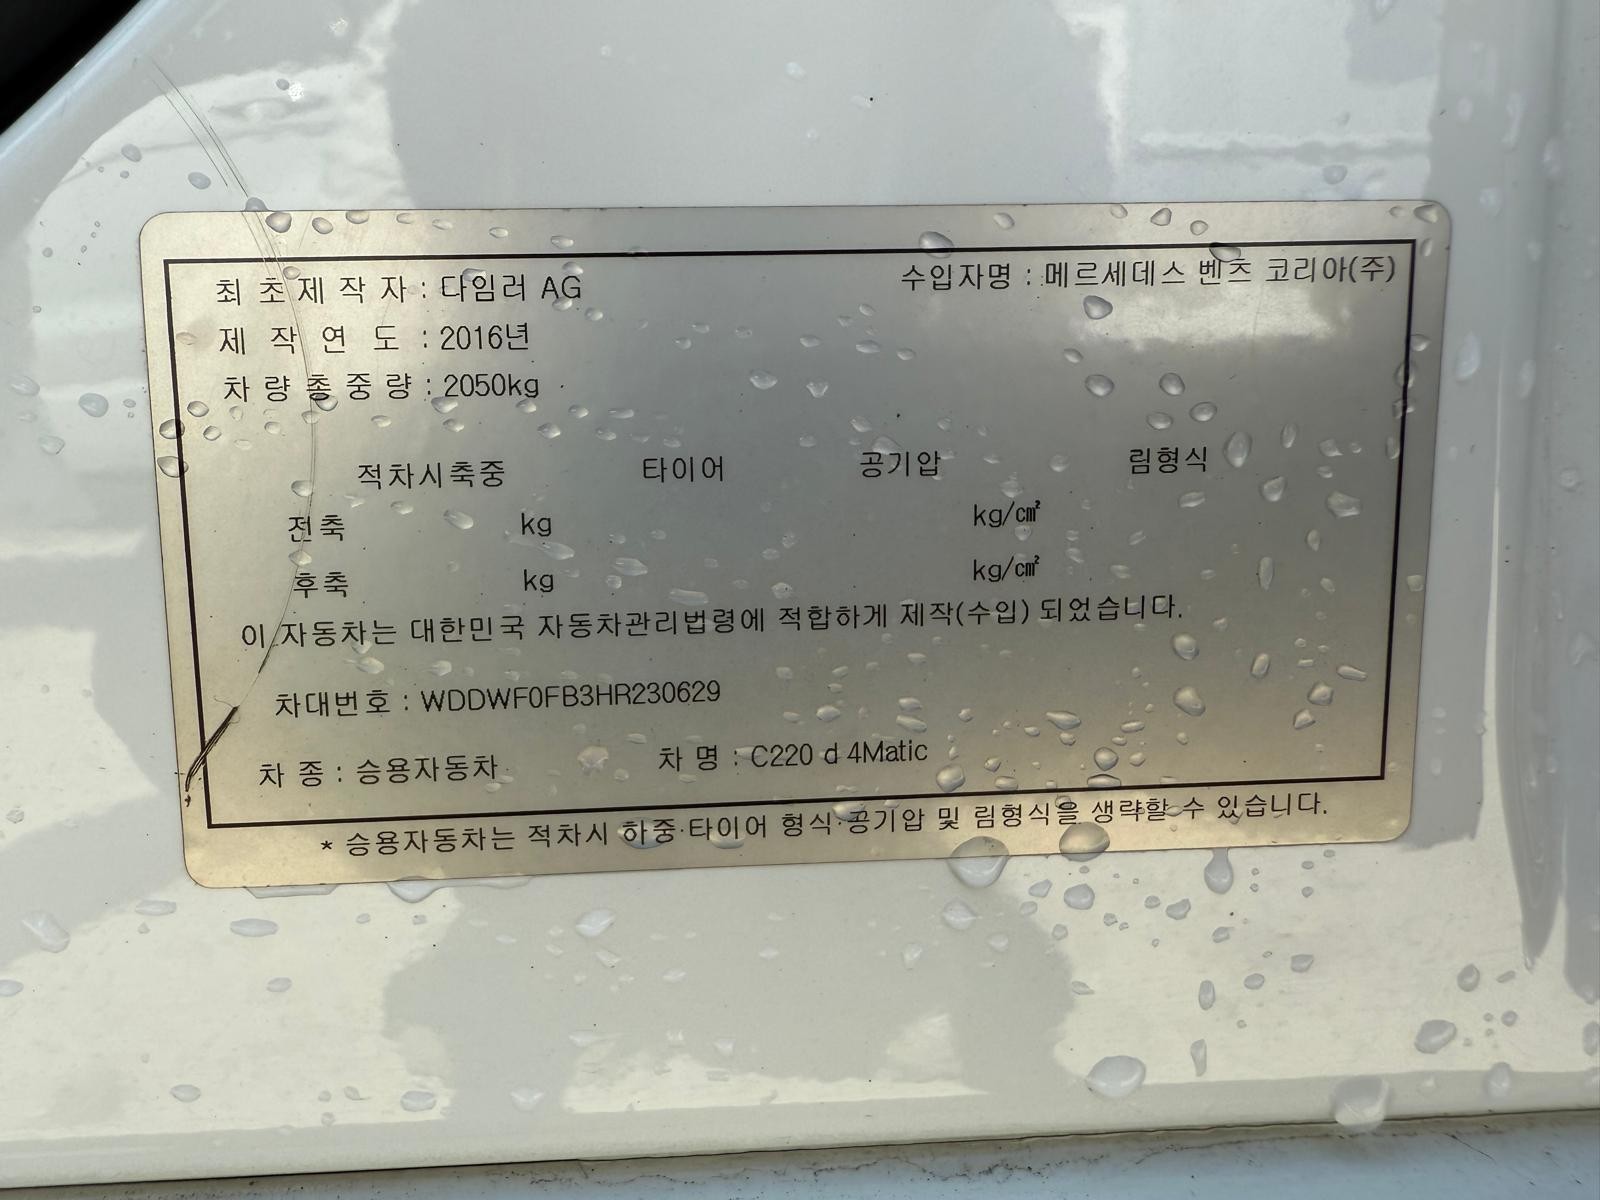 최초제작자 : 다임러 AG 수입자명 : 메르세데스 벤츠 코리아(주)
제작연도 : 2016년
차량총중량 : 2050kg
적차시축중 타이어 공기압 림형식
전축 kg kg/㎠
후축 kg kg/㎠
이 자동차는 대한민국 자동차관리법령에 적합하게 제작(수입) 되었습니다.
차대번호 : WDDWF0FB3HR230629
차 종 : 승용자동차 차 명 : C220 d 4Matic
* 승용자동차는 적차시 하중·타이어 형식·공기압 및 림형식을 생략할 수 있습니다.